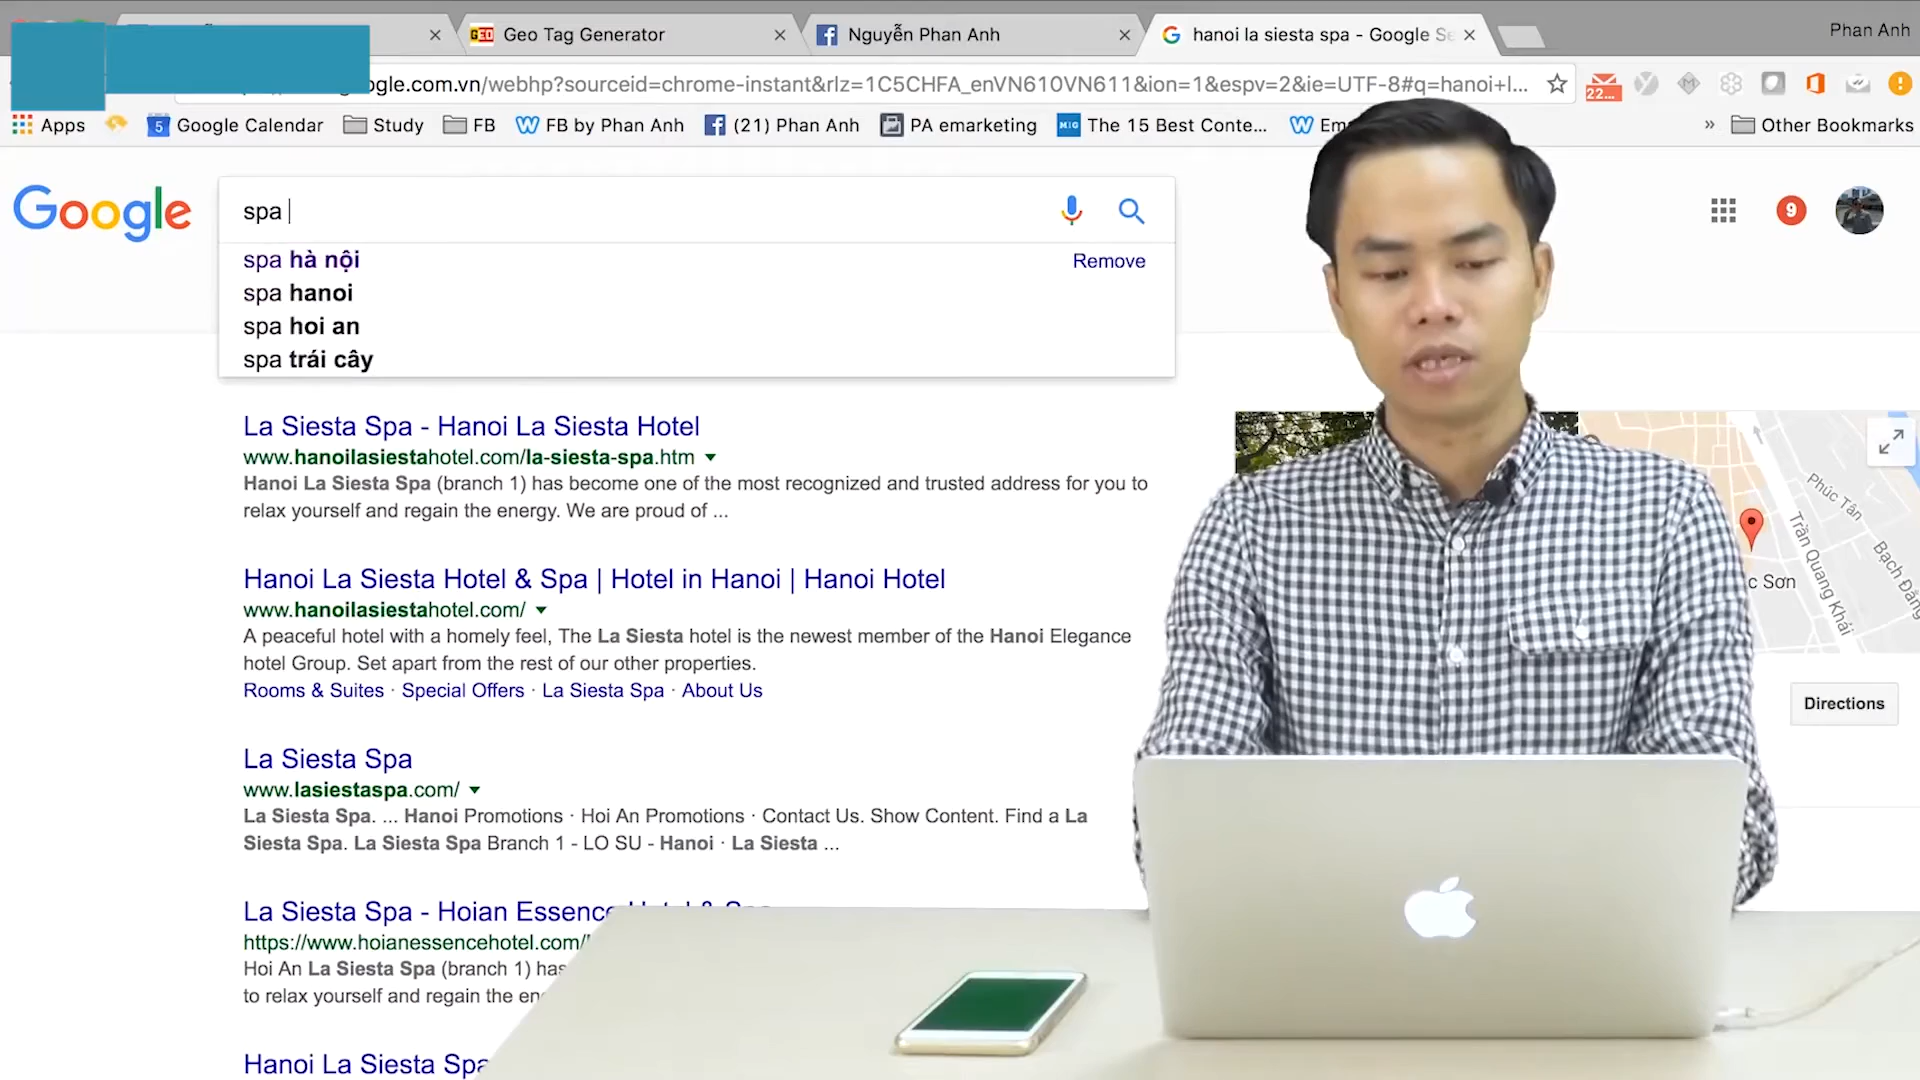 Geo Tag Generator
Nguyễn Phan Anh
hanoi la siesta spa - Google Se
Phan Anh
gle.com.vn/webhp?sourceid=chrome-instant&rlz=1C5CHFA_enVN610VN611&ion=1&espv=2&ie=UTF-8#q=hanoi+l...
22...
Apps
5 Google Calendar
Study
FB
FB by Phan Anh
(21) Phan Anh
PA emarketing
The 15 Best Conte...
»
Other Bookmarks
Google
spa
9
spa hà nội
Remove
spa hanoi
spa hoi an
spa trái cây
La Siesta Spa - Hanoi La Siesta Hotel
www.hanoilasiestahotel.com/la-siesta-spa.htm
Hanoi La Siesta Spa (branch 1) has become one of the most recognized and trusted address for you to
relax yourself and regain the energy. We are proud of ...
Hanoi La Siesta Hotel & Spa | Hotel in Hanoi | Hanoi Hotel
www.hanoilasiestahotel.com/
A peaceful hotel with a homely feel, The La Siesta hotel is the newest member of the Hanoi Elegance
hotel Group. Set apart from the rest of our other properties.
Rooms & Suites · Special Offers · La Siesta Spa · About Us
La Siesta Spa
www.lasiestaspa.com/
La Siesta Spa. ... Hanoi Promotions · Hoi An Promotions · Contact Us. Show Content. Find a La
Siesta Spa. La Siesta Spa Branch 1 - LO SU - Hanoi · La Siesta ...
La Siesta Spa - Hoian Essence
https://www.hoianessencehotel.com/
Hoi An La Siesta Spa (branch 1) has
to relax yourself and regain the
Hanoi La Siesta Spa
Phúc Tân
Trần Quang Khải
Bạch Đằng
c Sơn
Directions